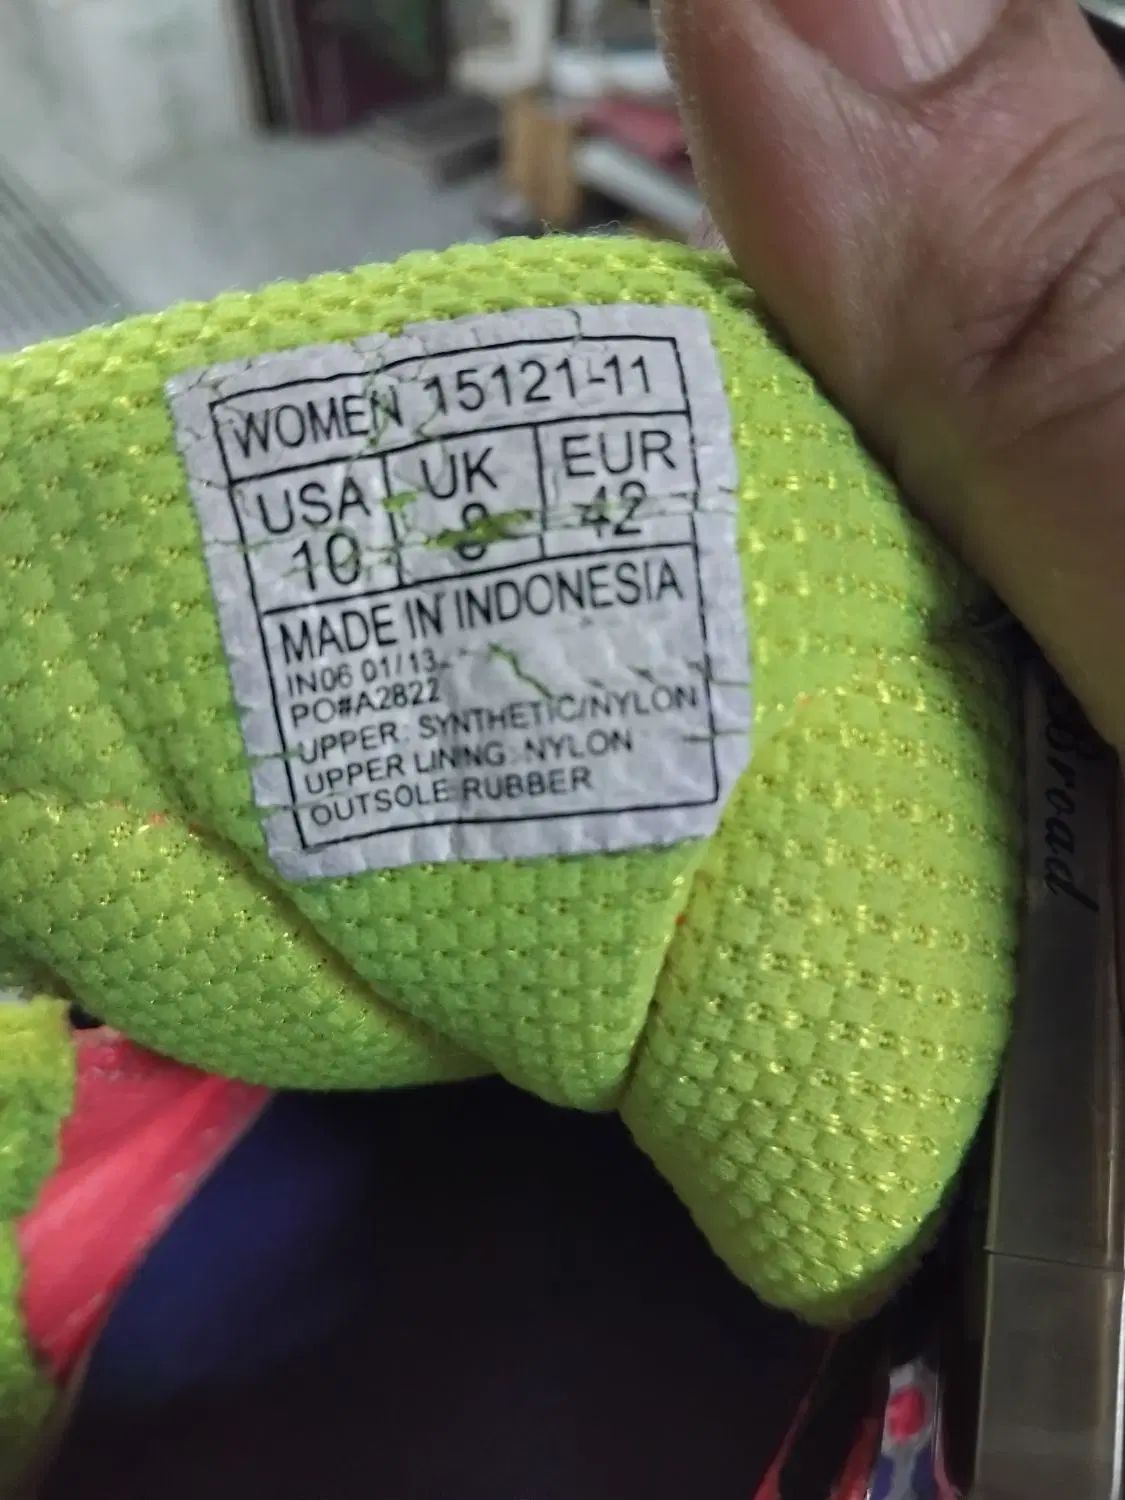 WOMEN 15121-11
USA UK EUR
10 8 42
MADE IN INDONESIA
IN06 01/13
PO#A2822
UPPER: SYNTHETIC/NYLON
UPPER LINING: NYLON
OUTSOLE:RUBBER
Broad